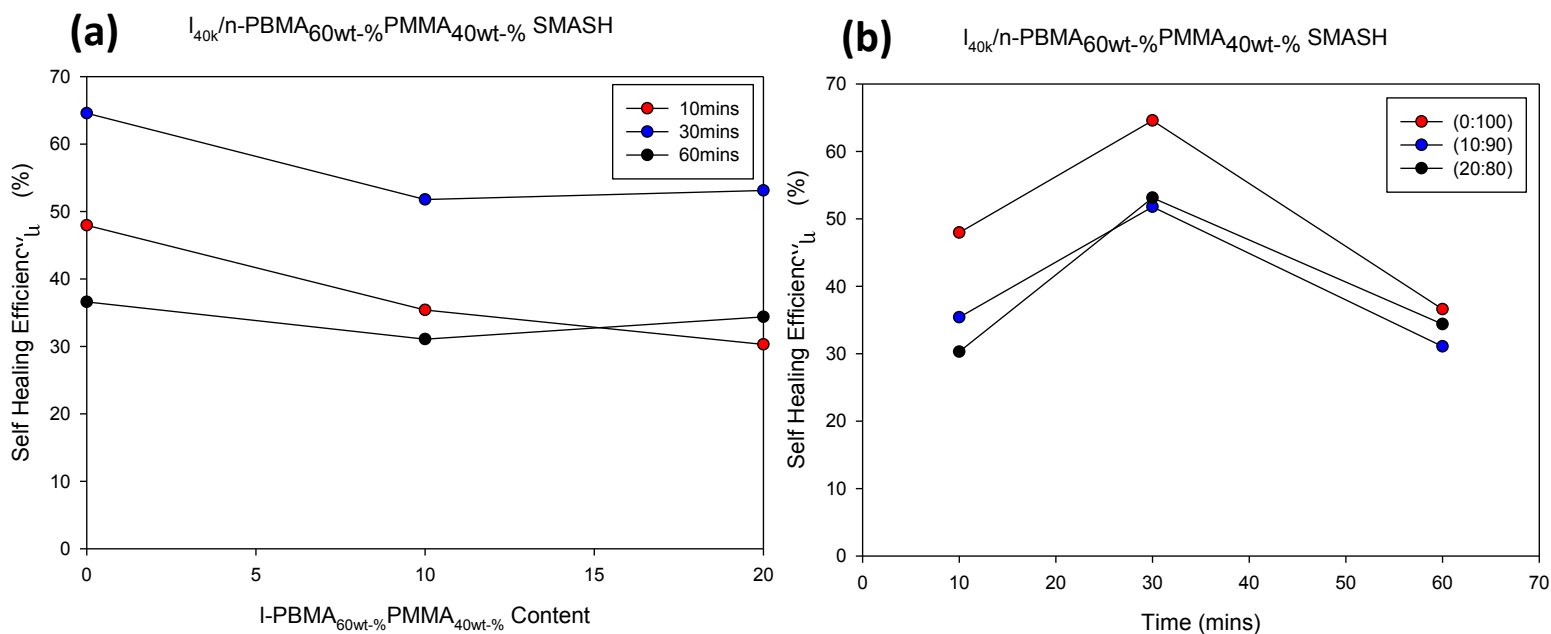 (a)
l40k/n-PBMA60wt-%PMMA40wt-% SMASH
70
60
50
40
30
20
10
0
Self Healing Efficiency (%)
10mins
30mins
60mins
0 5 10 15 20
l-PBMA60wt-%PMMA40wt-% Content
(b)
l40k/n-PBMA60wt-%PMMA40wt-% SMASH
70
60
50
40
30
20
10
0
Self Healing Efficiency (%)
(0:100)
(10:90)
(20:80)
0 10 20 30 40 50 60 70
Time (mins)